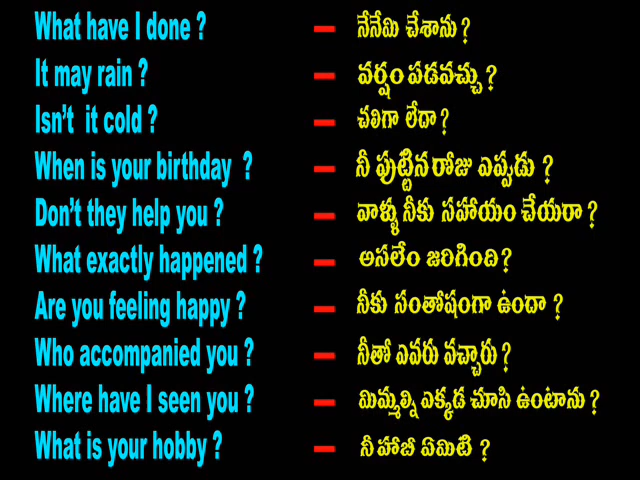 What have I done ? – నేనేమి చేశాను ?
It may rain ? – వర్షం పడవచ్చు ?
Isn't it cold ? – చలిగా లేదా ?
When is your birthday ? – నీ పుట్టిన రోజు ఎప్పడు ?
Don't they help you ? – వాళ్ళు నీకు సహాయం చేయరా ?
What exactly happened ? – అసలేం జరిగింది ?
Are you feeling happy ? – నీకు సంతోషంగా ఉందా ?
Who accompanied you ? – నీతో ఎవరు వచ్చారు ?
Where have I seen you ? – మిమ్మల్ని ఎక్కడ చూసి ఉంటాను ?
What is your hobby ? – నీ హాబీ ఏమిటి ?